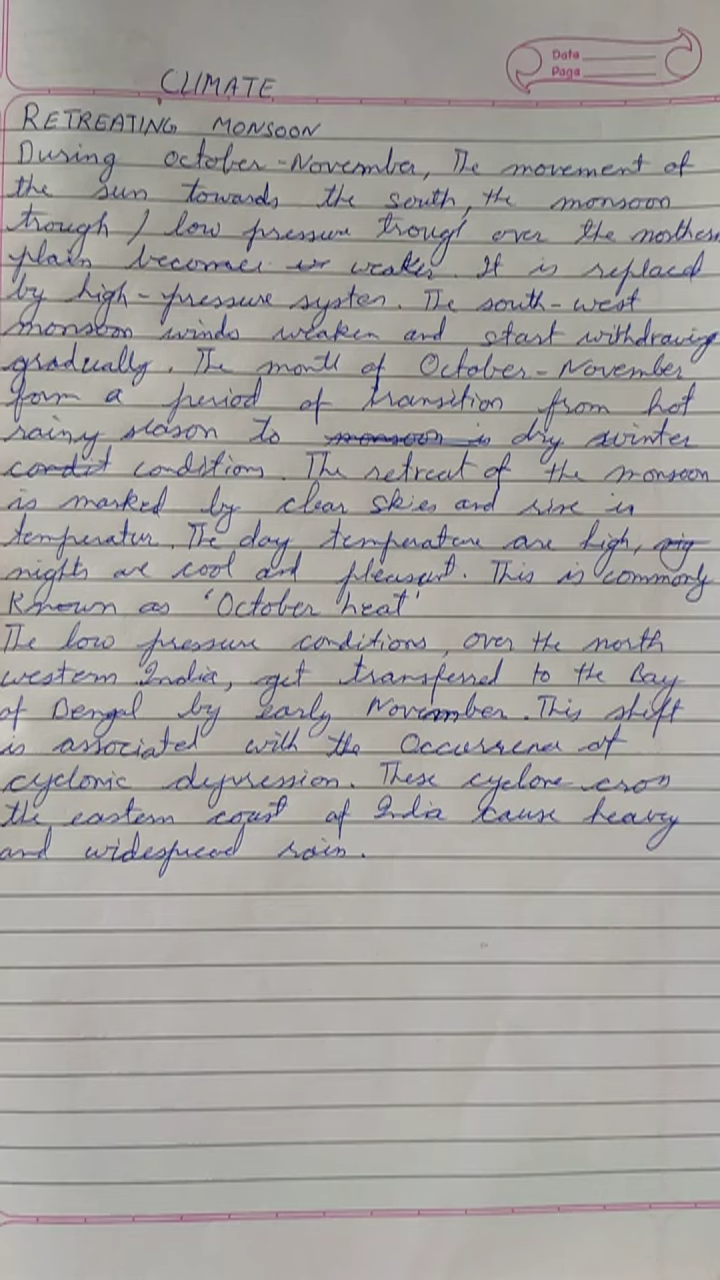 Date
Page
CLIMATE
RETREATING MONSOON
During October-November, The movement of
the sun towards the south, the monsoon
trough / low pressure trough over the northern
plain becomes weaker. It is replaced
by high-pressure system. The south-west
monsoon winds weaken and start withdrawing
gradually. The month of October-November
form a period of transition from hot
rainy season to monsoon is dry winter
condit conditions. The retreat of the monsoon
is marked by clear skies and rise in
temperatur. The day temperature are high, nig
nights are cool and pleasent. This is commonly
Known as 'October heat'
The low pressure conditions, over the north
western India, get transferred to the Bay
of Bengal by early November. This shift
is associated with the Occurrence of
cyclonic depression. These cyclone cross
the eastern coast of India cause heavy
and widespread rain.